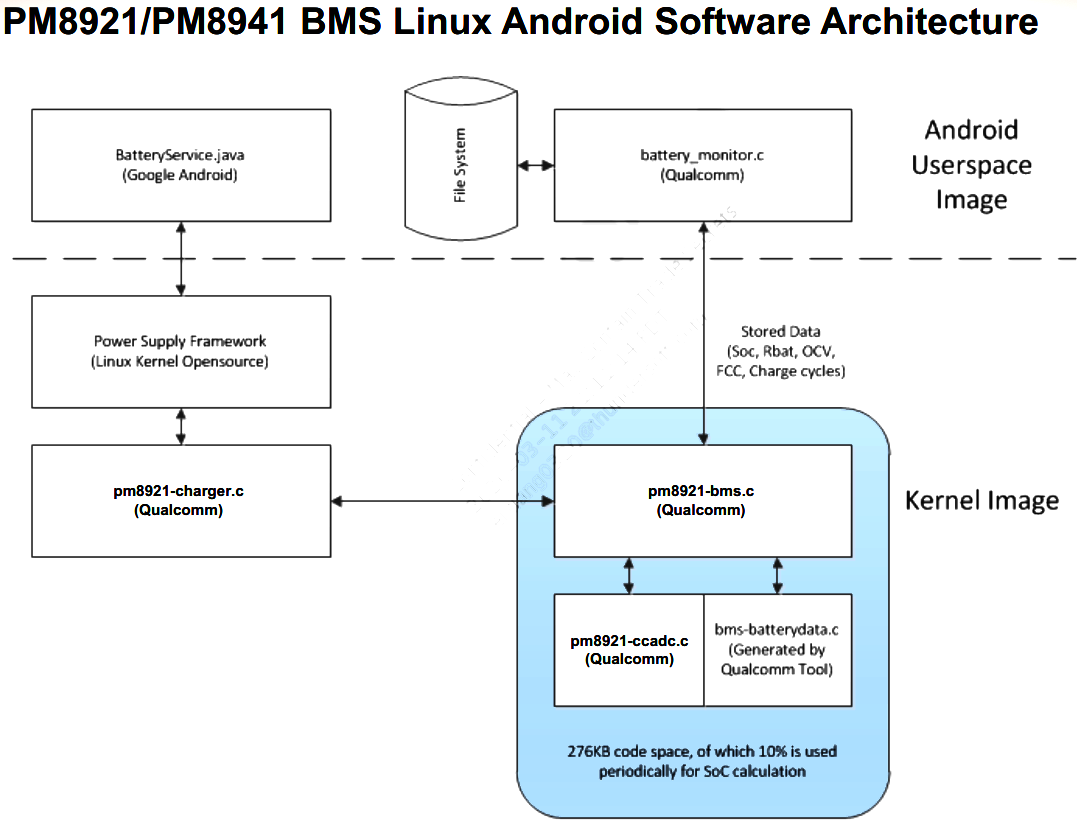 PM8921/PM8941 BMS Linux Android Software Architecture
BatteryService.java
(Google Android)
File System
battery_monitor.c
(Qualcomm)
Android
Userspace
Image
Power Supply Framework
(Linux Kernel Opensource)
Stored Data
(Soc, Rbat, OCV,
FCC, Charge cycles)
pm8921-charger.c
(Qualcomm)
pm8921-bms.c
(Qualcomm)
Kernel Image
pm8921-ccadc.c
(Qualcomm)
bms-batterydata.c
(Generated by
Qualcomm Tool)
276KB code space, of which 10% is used
periodically for SoC calculation